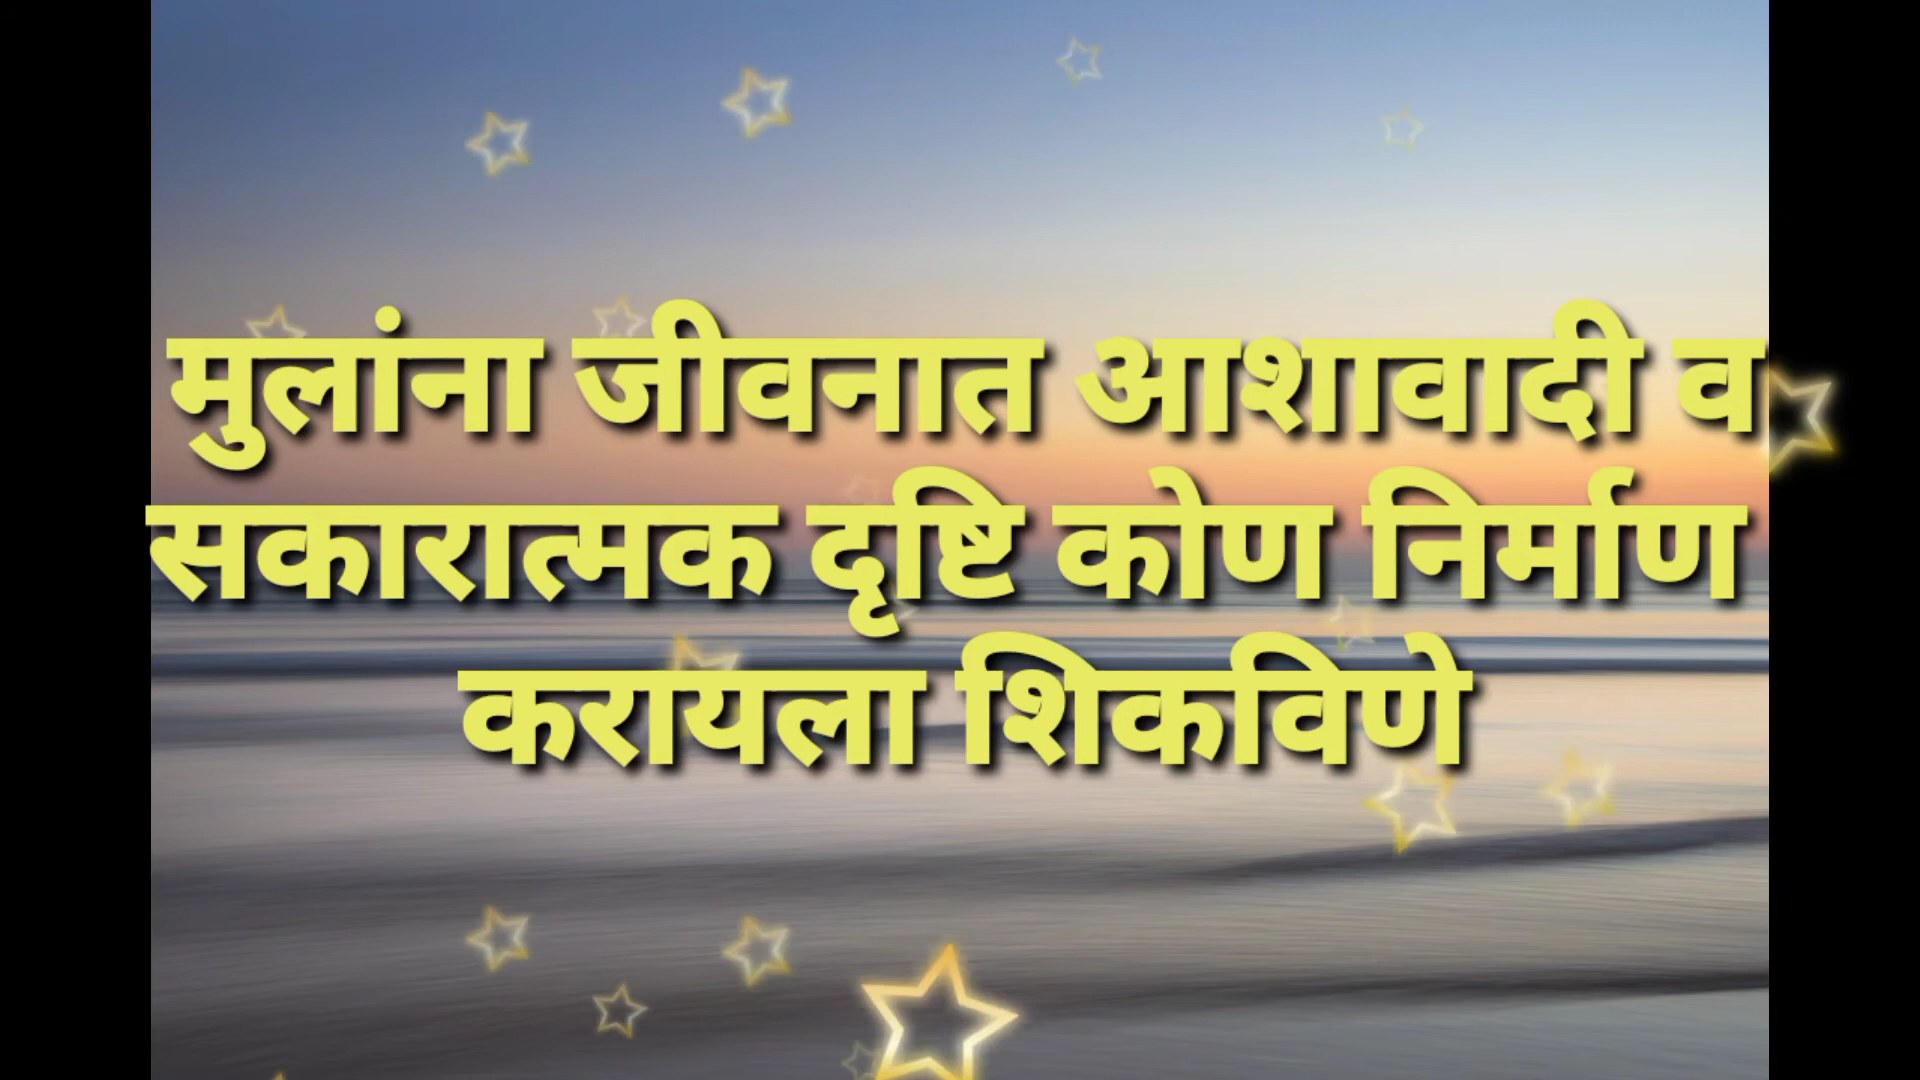 मुलांना जीवनात आशावादी व
सकारात्मक दृष्टि कोण निर्माण
करायला शिकविणे